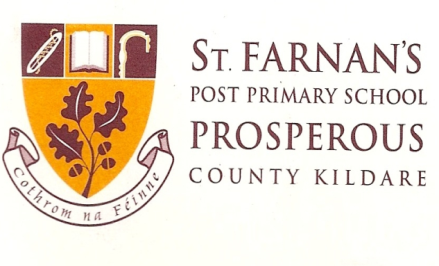 ST. FARNAN'S
POST PRIMARY SCHOOL
PROSPEROUS
COUNTY KILDARE
Cothrom na Féinne